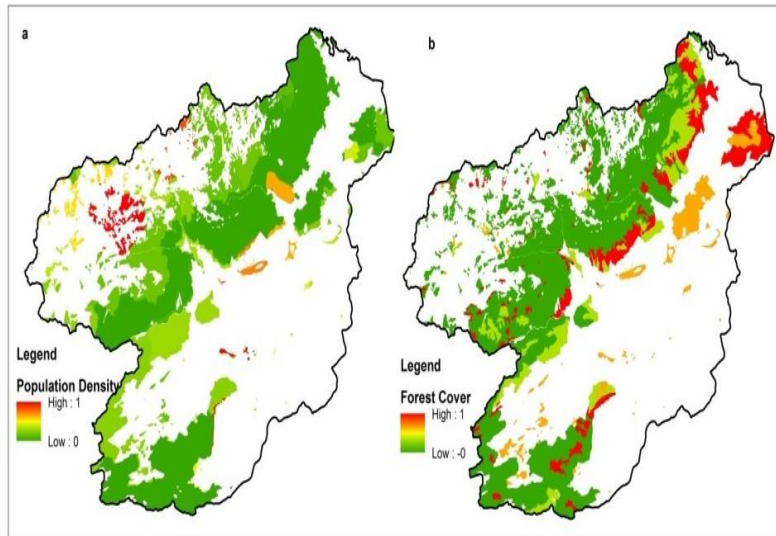 a
Legend
Population Density
High : 1
Low : 0
b
Legend
Forest Cover
High : 1
Low : -0